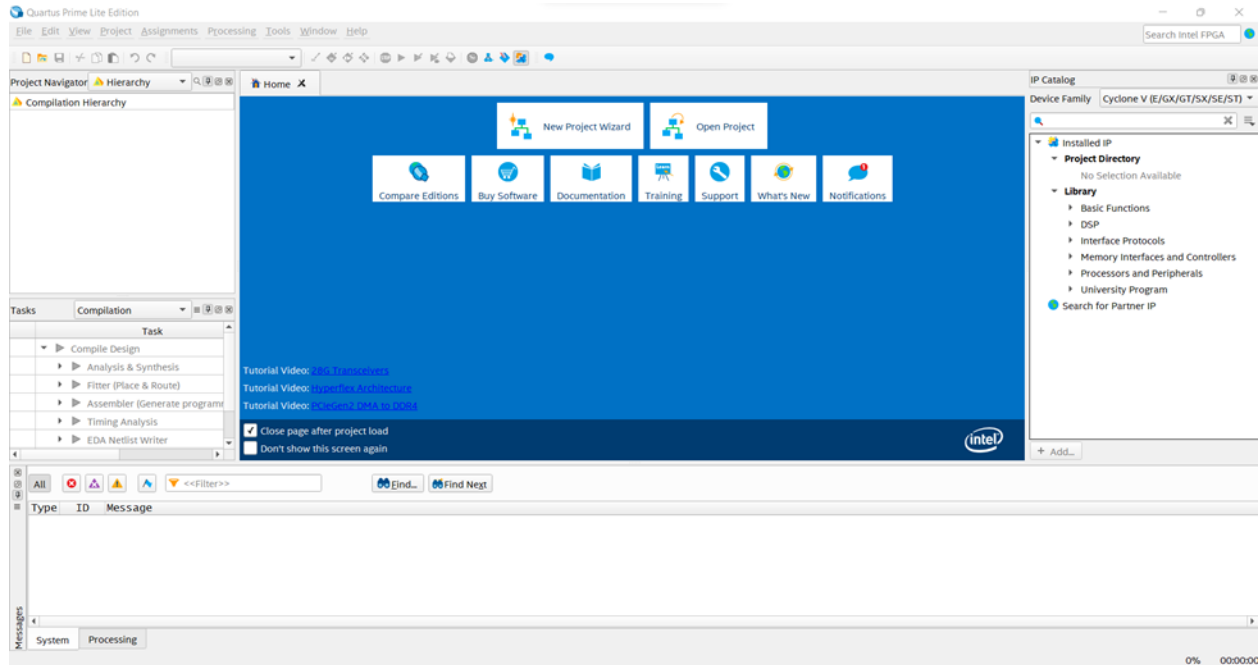 Quartus Prime Lite Edition
File Edit View Project Assignments Processing Tools Window Help
Search Intel FPGA
Project Navigator Hierarchy
Compilation Hierarchy
Home
New Project Wizard
Open Project
Compare Editions
Buy Software
Documentation
Training
Support
What's New
Notifications
Tutorial Video: 28G Transceivers
Tutorial Video: Hyperflex Architecture
Tutorial Video: PCIeGen2 DMA to DDR4
Close page after project load
Don't show this screen again
intel
Tasks Compilation
Task
Compile Design
Analysis & Synthesis
Fitter (Place & Route)
Assembler (Generate programm
Timing Analysis
EDA Netlist Writer
IP Catalog
Device Family Cyclone V (E/GX/GT/SX/SE/ST)
Installed IP
Project Directory
No Selection Available
Library
Basic Functions
DSP
Interface Protocols
Memory Interfaces and Controllers
Processors and Peripherals
University Program
Search for Partner IP
+ Add...
All <<Filter>> Find... Find Next
Type ID Message
Messages
System Processing
0% 00:00:00